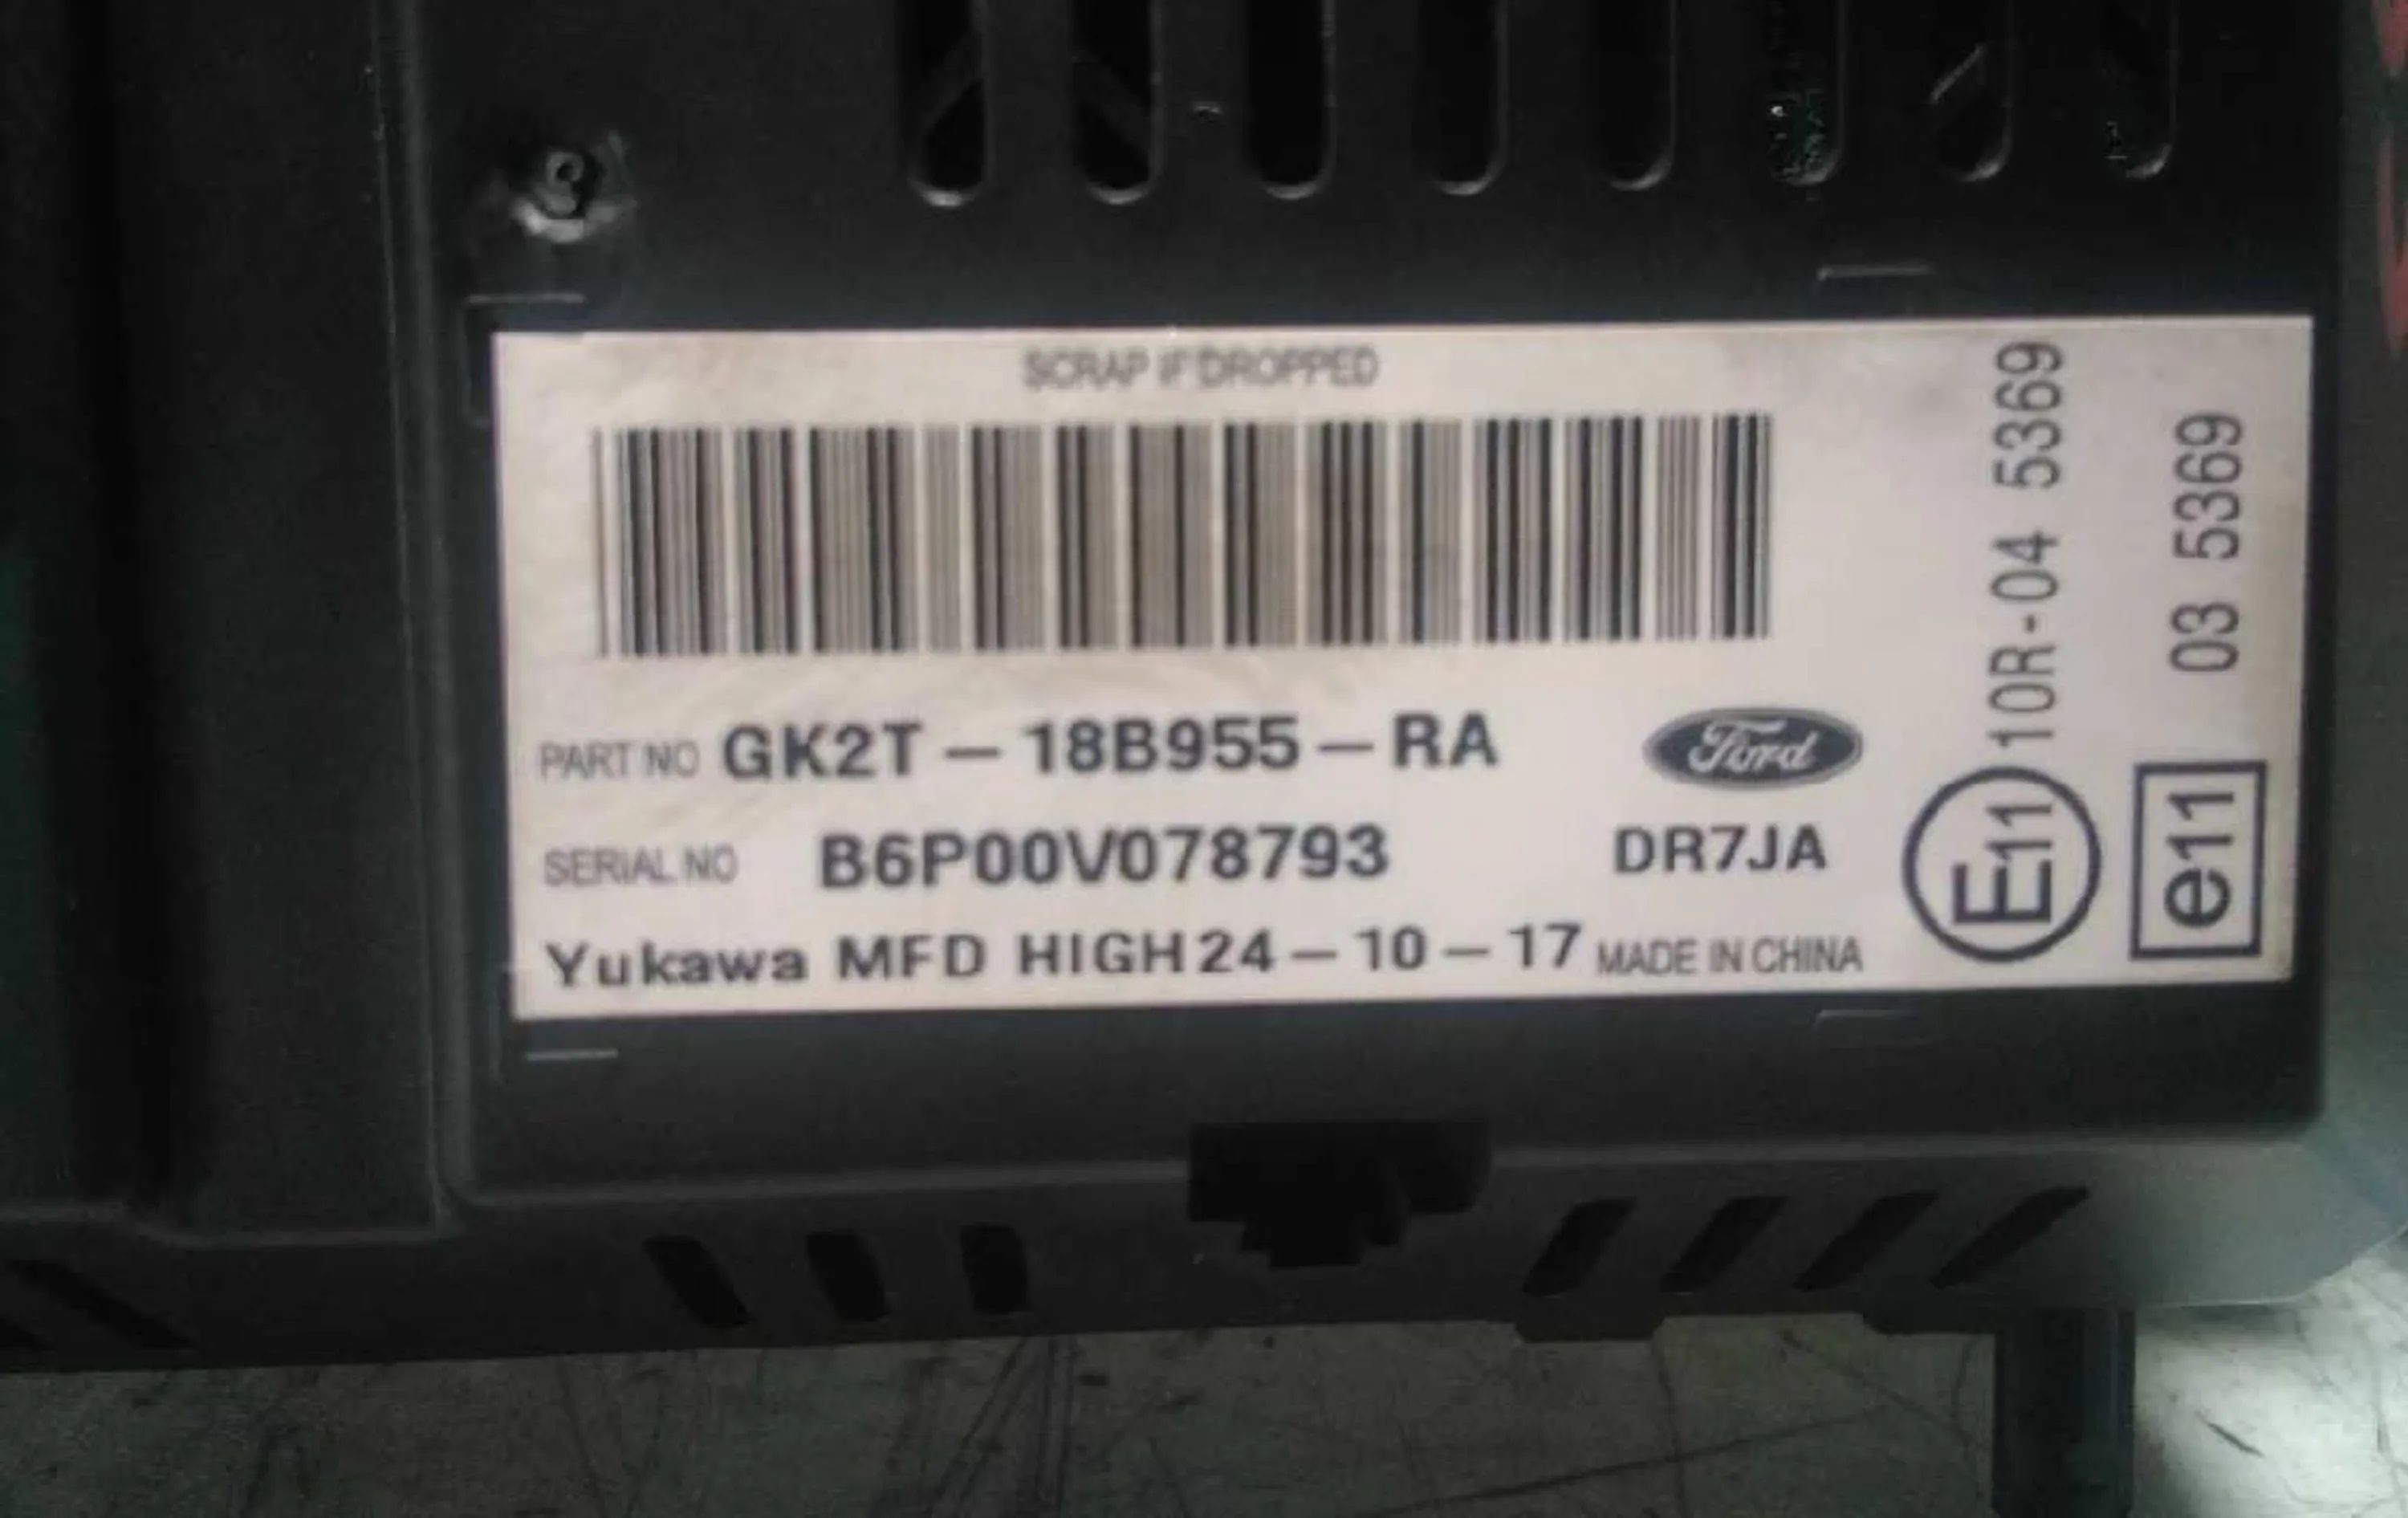 SCRAP IF DROPPED
PART NO GK2T-18B955-RA
Ford
SERIAL NO B6P00V078793 DR7JA
Yukawa MFD HIGH 24-10-17 MADE IN CHINA
E11 10R-04 5369
e11 03 5369